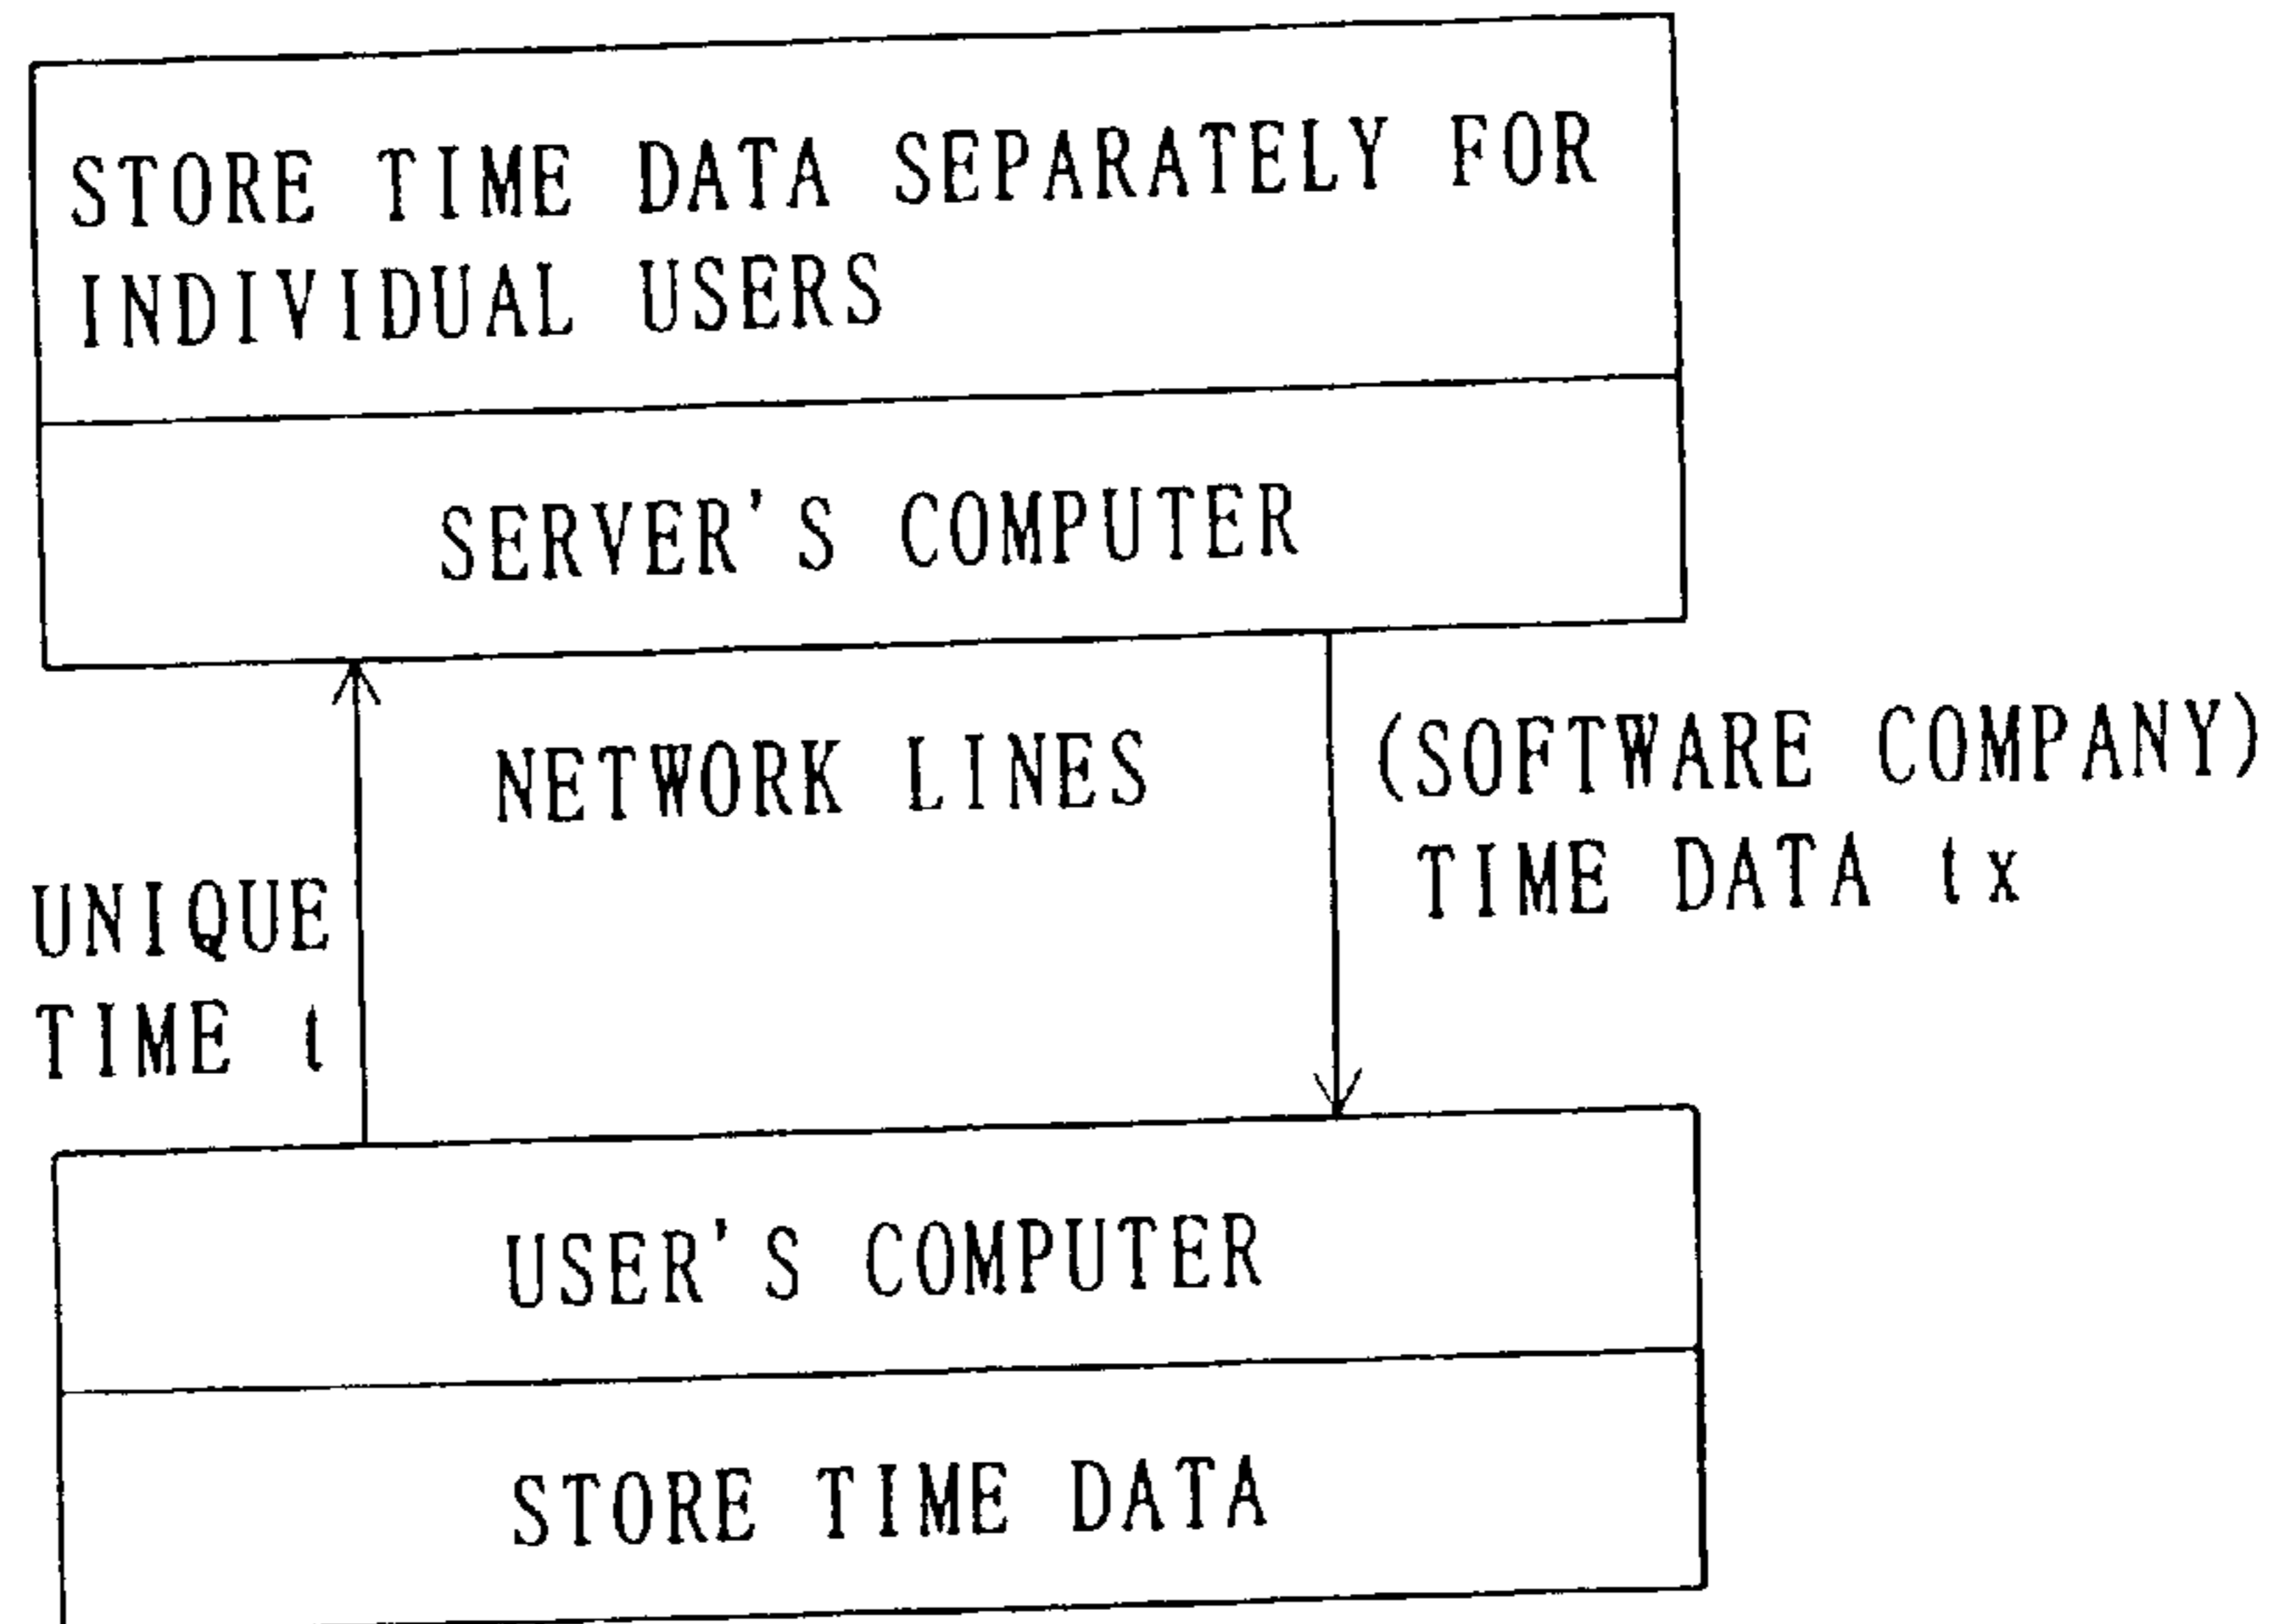 STORE TIME DATA SEPARATELY FOR
INDIVIDUAL USERS
SERVER'S COMPUTER
NETWORK LINES
(SOFTWARE COMPANY)
TIME DATA tx
UNIQUE
TIME t
USER'S COMPUTER
STORE TIME DATA